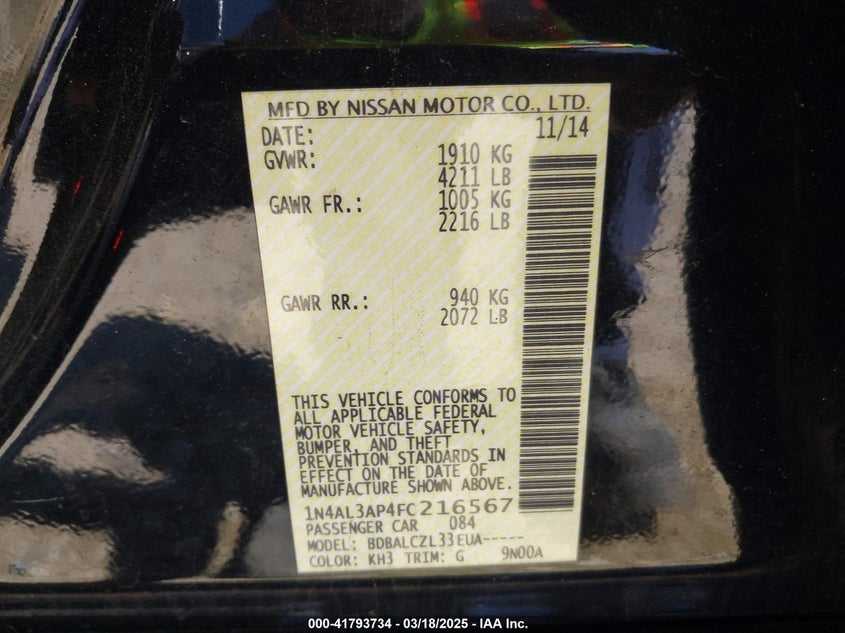 MFD BY NISSAN MOTOR CO., LTD.
DATE: 11/14
GVWR: 1910 KG
4211 LB
GAWR FR.: 1005 KG
2216 LB
GAWR RR.: 940 KG
2072 LB
THIS VEHICLE CONFORMS TO
ALL APPLICABLE FEDERAL
MOTOR VEHICLE SAFETY,
BUMPER, AND THEFT
PREVENTION STANDARDS IN
EFFECT ON THE DATE OF
MANUFACTURE SHOWN ABOVE.
1N4AL3AP4FC216567
PASSENGER CAR 084
MODEL: BDBALCZL33EUA-----
COLOR: KH3 TRIM: G 9N00A
000-41793734 — 03/18/2025 — IAA Inc.